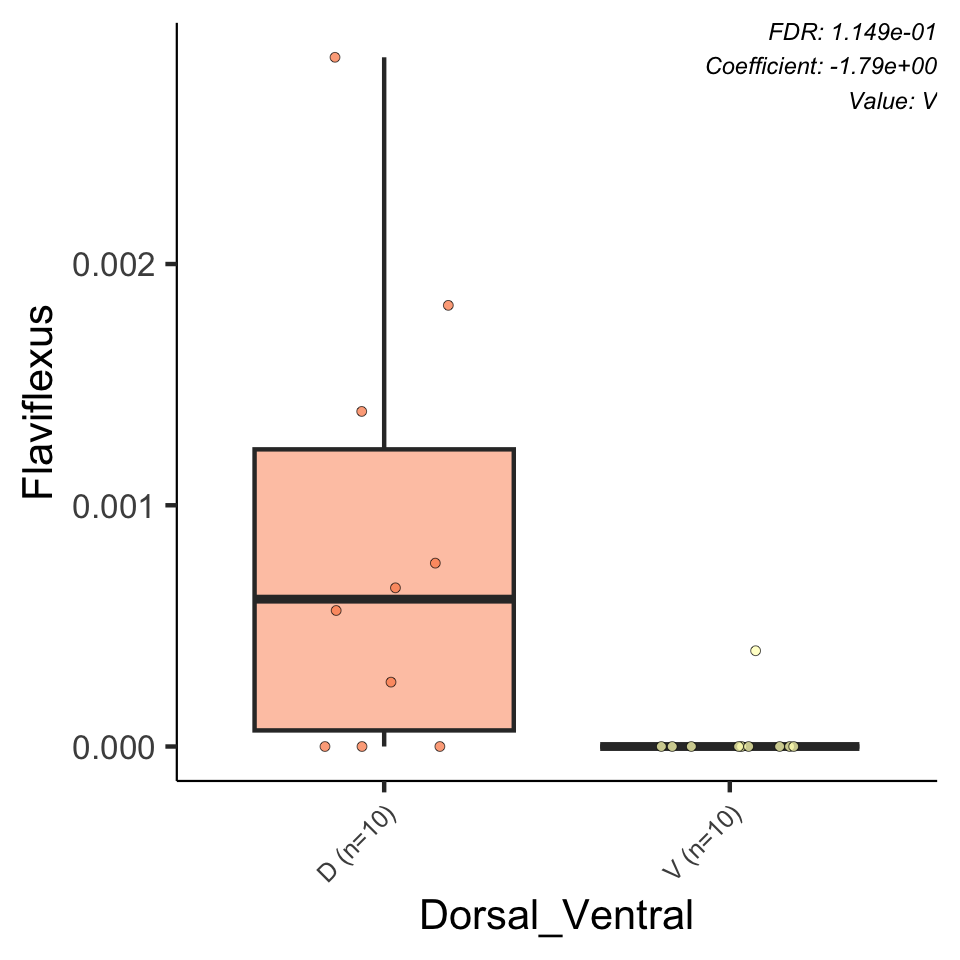 FDR: 1.149e-01
Coefficient: -1.79e+00
Value: V
Flaviflexus
0.002
0.001
0.000
D (n=10)
V (n=10)
Dorsal_Ventral